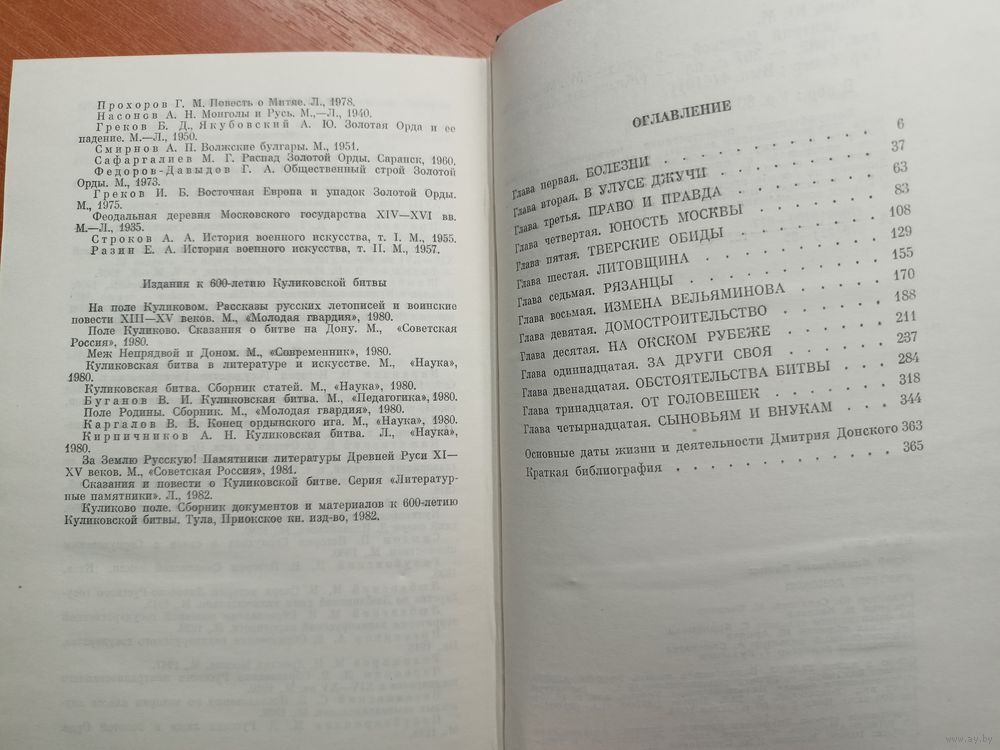 Прохоров Г. М. Повесть о Митяе. Л., 1978.
Насонов А. Н. Монголы и Русь. М.,—Л., 1940.
Греков Б. Д., Якубовский А. Ю. Золотая Орда и ее
падение. М.—Л., 1950.
Смирнов А. П. Волжские булгары. М., 1951.
Сафаргалиев М. Г. Распад Золотой Орды. Саранск, 1960.
Федоров-Давыдов Г. А. Общественный строй Золотой
Орды. М., 1973.
Греков И. Б. Восточная Европа и упадок Золотой Орды.
М., 1975.
Феодальная деревня Московского государства XIV—XVI вв.
М.—Л., 1935.
Строков А. А. История военного искусства, т. I. М., 1955.
Разин Е. А. История военного искусства, т. II. М., 1957.
Издания к 600-летию Куликовской битвы
На поле Куликовом. Рассказы русских летописей и воинские
повести XIII—XV веков. М., «Молодая гвардия», 1980.
Поле Куликово. Сказания о битве на Дону. М., «Советская
Россия», 1980.
Меж Непрядвой и Доном. М., «Современник», 1980.
Куликовская битва в литературе и искусстве. М., «Наука»,
1980.
Куликовская битва. Сборник статей. М., «Наука», 1980.
Буганов В. И. Куликовская битва. М., «Педагогика», 1980.
Поле Родины. Сборник. М., «Молодая гвардия», 1980.
Каргалов В. В. Конец ордынского ига. М., «Наука», 1980.
Кирпичников А. Н. Куликовская битва. Л., «Наука»,
1980.
За Землю Русскую! Памятники литературы Древней Руси XI—
XV веков. М., «Советская Россия», 1981.
Сказания и повести о Куликовской битве. Серия «Литератур-
ные памятники». Л., 1982.
Куликово поле. Сборник документов и материалов к 600-летию
Куликовской битвы. Тула, Приокское кн. изд-во, 1982.
ОГЛАВЛЕНИЕ
Глава первая. БОЛЕЗНИ . . . . . . . . . 6
Глава вторая. В УЛУСЕ ДЖУЧИ . . . . . . . 37
Глава третья. ПРАВО И ПРАВДА . . . . . . 63
Глава четвертая. ЮНОСТЬ МОСКВЫ . . . . . 83
Глава пятая. ТВЕРСКИЕ ОБИДЫ . . . . . . 108
Глава шестая. ЛИТОВЩИНА . . . . . . . 129
Глава седьмая. РЯЗАНЦЫ . . . . . . . . 155
Глава восьмая. ИЗМЕНА ВЕЛЬЯМИНОВА . . . . 170
Глава девятая. ДОМОСТРОИТЕЛЬСТВО . . . . 188
Глава десятая. НА ОКСКОМ РУБЕЖЕ . . . . 211
Глава одиннадцатая. ЗА ДРУГИ СВОЯ . . . . 237
Глава двенадцатая. ОБСТОЯТЕЛЬСТВА БИТВЫ . . . 284
Глава тринадцатая. ОТ ГОЛОВЕШЕК . . . . 318
Глава четырнадцатая. СЫНОВЬЯМ И ВНУКАМ . . . 344
Основные даты жизни и деятельности Дмитрия Донского 363
Краткая библиография . . . . . . . . . 365
www.ay.by